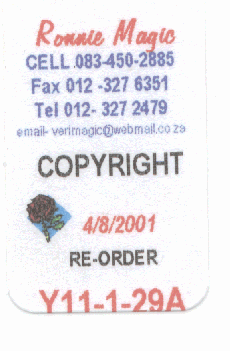 Ronnie Magic
CELL 083-450-2885
Fax 012 -327 6351
Tel 012- 327 2479
email- verimagic@webmail.co za
COPYRIGHT
4/8/2001
RE-ORDER
Y11-1-29A